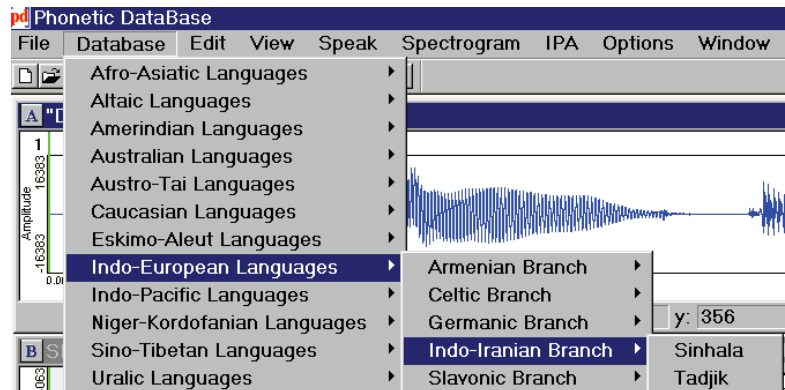 pd Phonetic DataBase
File Database Edit View Speak Spectrogram IPA Options Window
Afro-Asiatic Languages
Altaic Languages
A "D
Amerindian Languages
1
Australian Languages
16383
Austro-Tai Languages
Amplitude
Caucasian Languages
Eskimo-Aleut Languages
-16383
Indo-European Languages Armenian Branch
0.0
Indo-Pacific Languages Celtic Branch
Niger-Kordofanian Languages Germanic Branch y: 356
B S
Sino-Tibetan Languages Indo-Iranian Branch Sinhala
Uralic Languages Slavonic Branch Tadjik